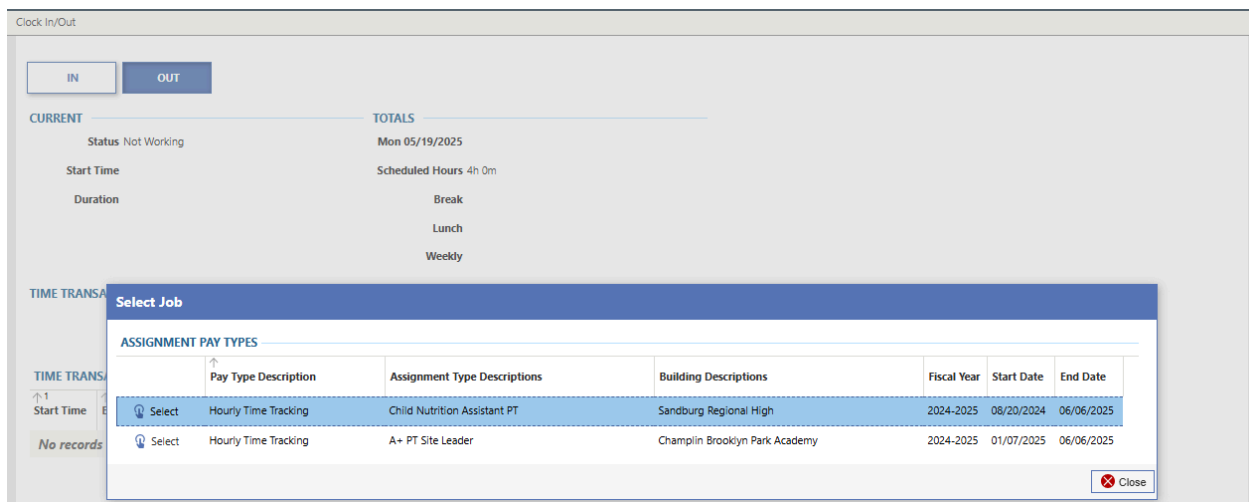 Clock In/Out
IN OUT
CURRENT TOTALS
Status Not Working Mon 05/19/2025
Start Time Scheduled Hours 4h 0m
Duration Break
Lunch
Weekly
TIME TRANSA
Select Job
ASSIGNMENT PAY TYPES
TIME TRANSA
Pay Type Description Assignment Type Descriptions Building Descriptions Fiscal Year Start Date End Date
1
Start Time
Select Hourly Time Tracking Child Nutrition Assistant PT Sandburg Regional High 2024-2025 08/20/2024 06/06/2025
No records
Select Hourly Time Tracking A+ PT Site Leader Champlin Brooklyn Park Academy 2024-2025 01/07/2025 06/06/2025
Close